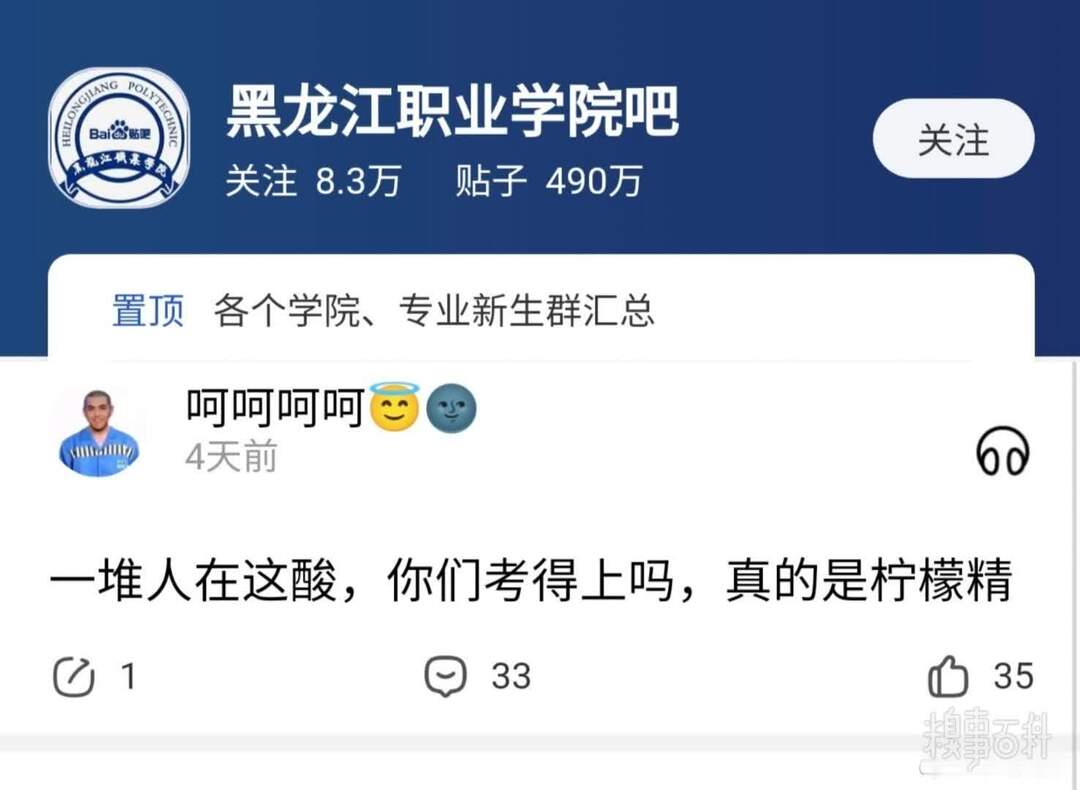 HEILONGJIANG POLYTECHNIC
Bai du 贴吧
黑龙江职业学院
黑龙江职业学院吧
关注 8.3万 贴子 490万
关注
置顶 各个学院、专业新生群汇总
呵呵呵呵😇🌚
4天前
一堆人在这酸，你们考得上吗，真的是柠檬精
1 33 35
糗事百科